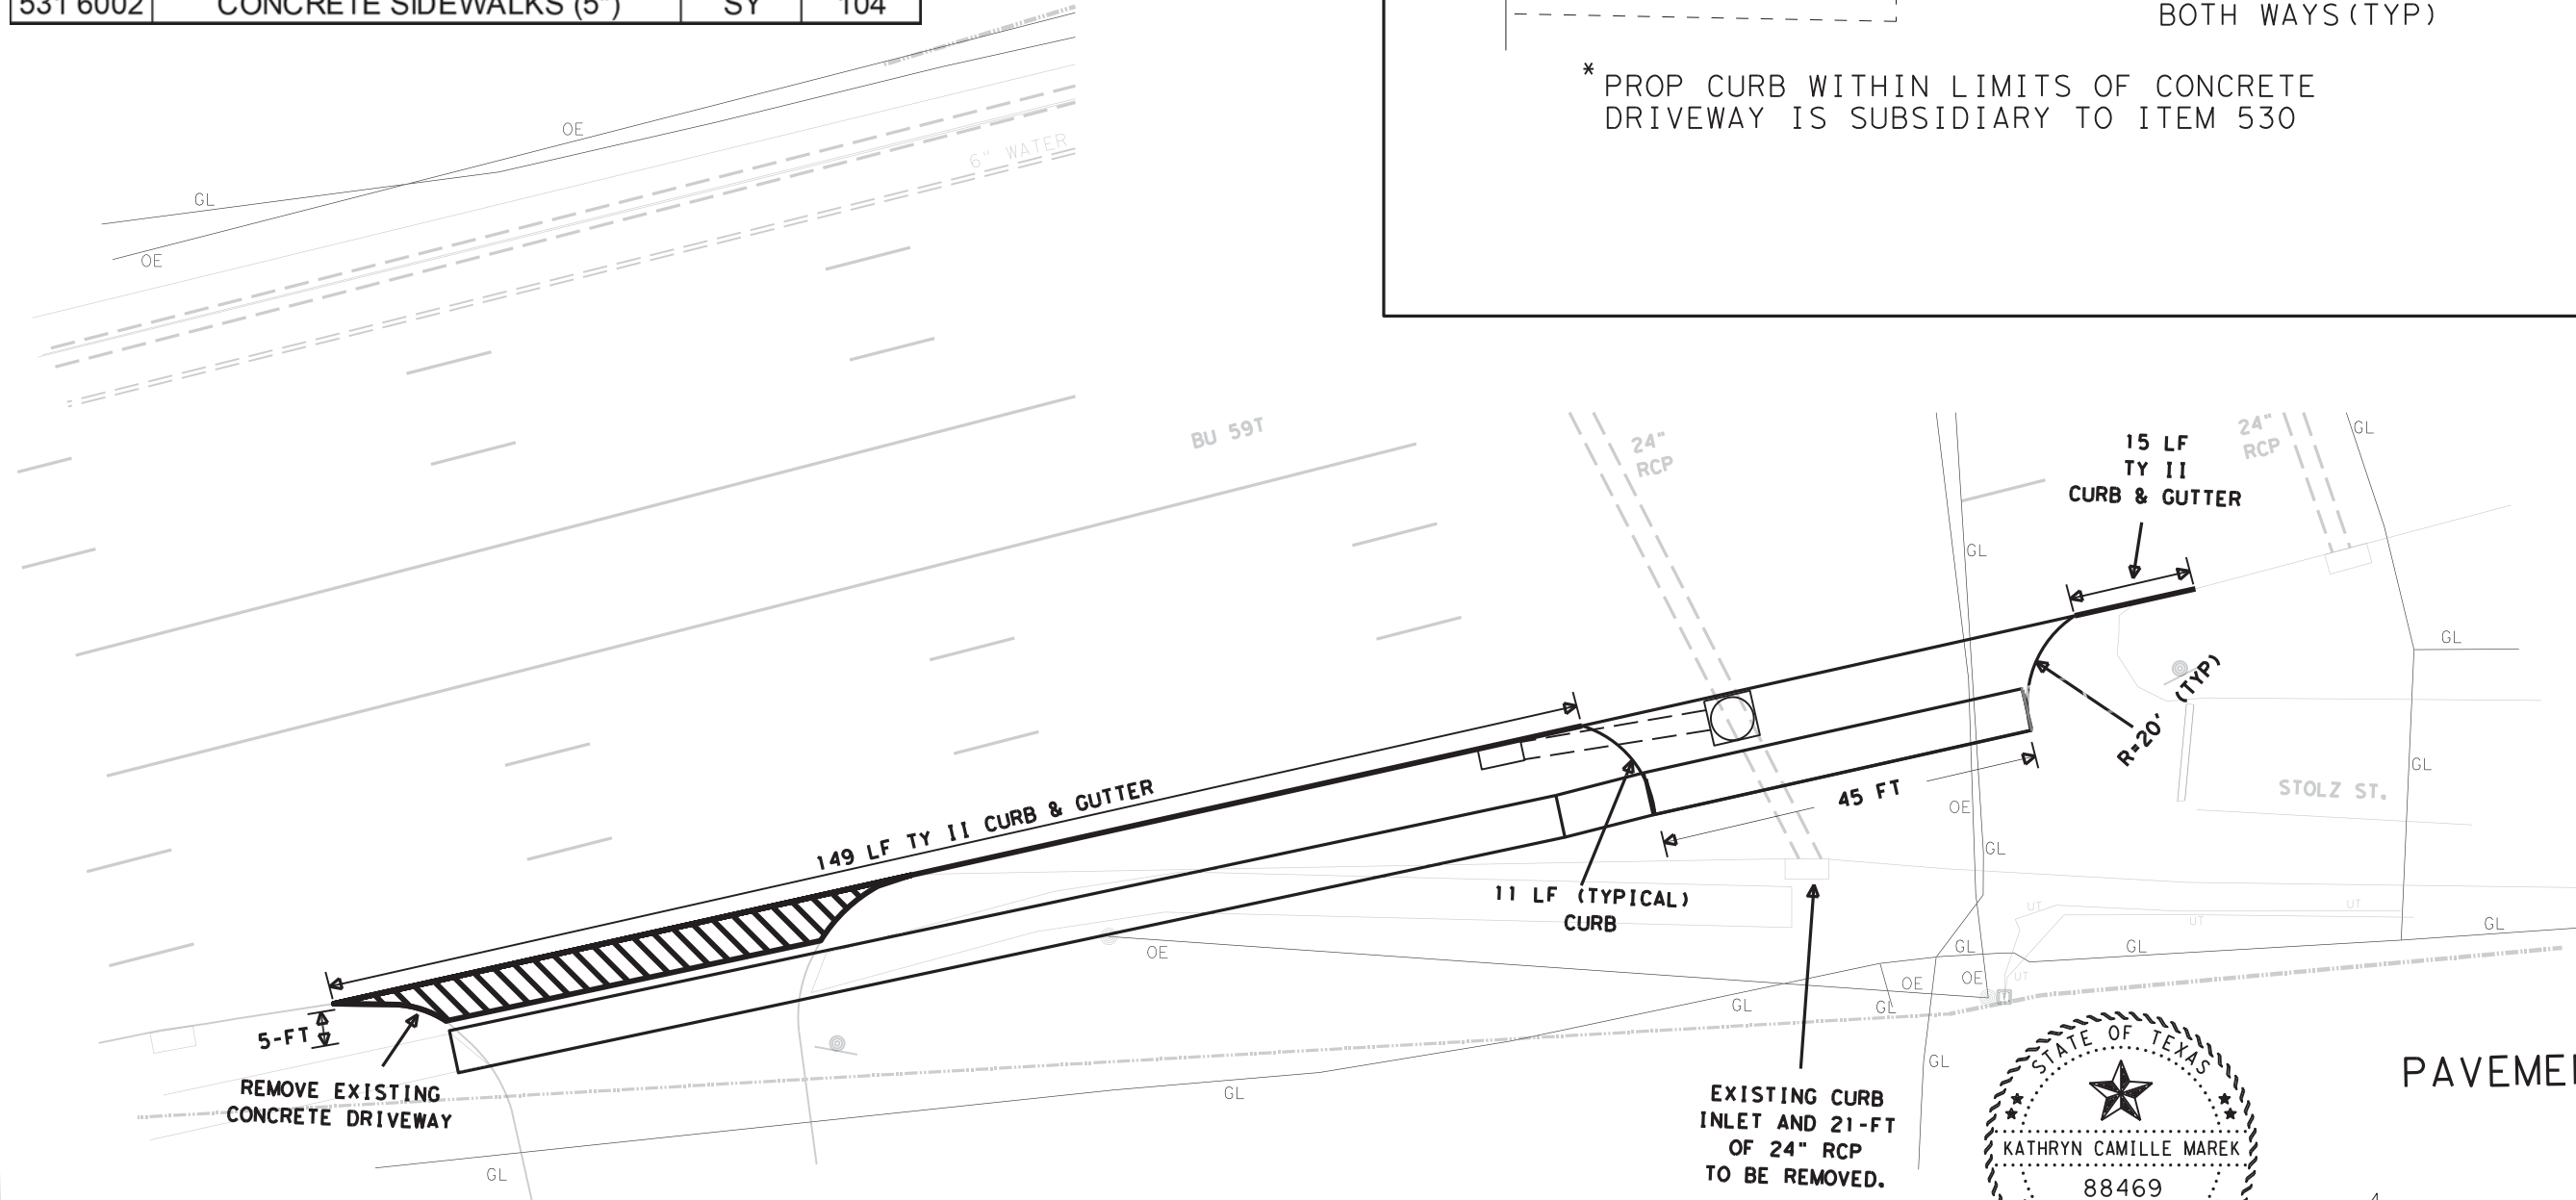 531 6002 CONCRETE SIDEWALKS (5") SY 104
BOTH WAYS(TYP)
* PROP CURB WITHIN LIMITS OF CONCRETE
DRIVEWAY IS SUBSIDIARY TO ITEM 530
OE
GL
OE
6" WATER
BU 59T
24"
RCP
24"
RCP
GL
15 LF
TY II
CURB & GUTTER
GL
GL
R=20' (TYP)
GL
STOLZ ST.
149 LF TY II CURB & GUTTER
45 FT
OE
GL
11 LF (TYPICAL)
CURB
UT
UT
UT
GL
GL
GL
OE
OE
OE
UT
GL
GL
5-FT
GL
REMOVE EXISTING
CONCRETE DRIVEWAY
GL
GL
EXISTING CURB
INLET AND 21-FT
OF 24" RCP
TO BE REMOVED.
STATE OF TEXAS
KATHRYN CAMILLE MAREK
88469
PAVEME